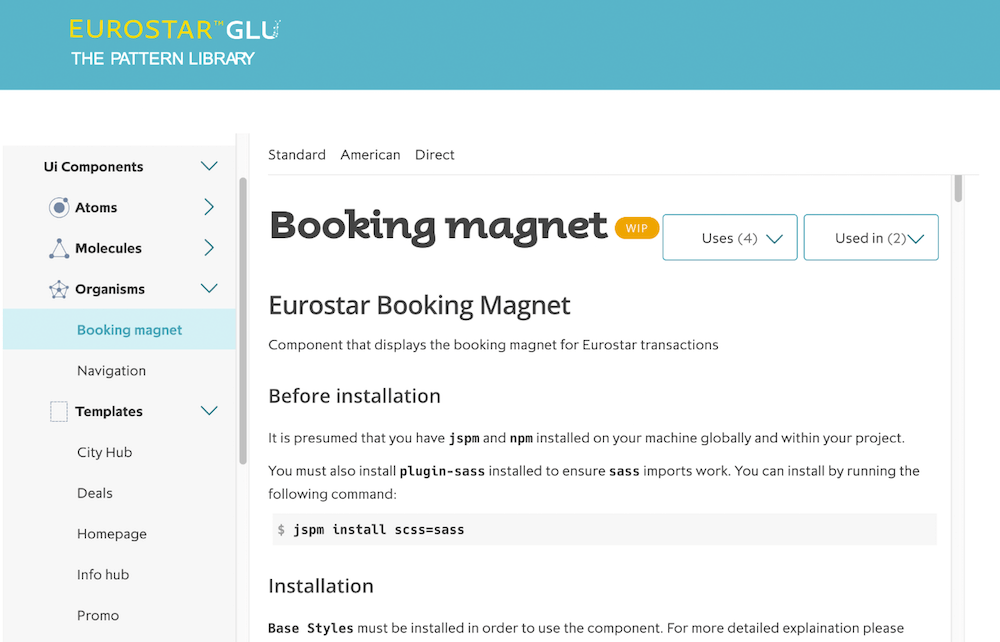 EUROSTAR™GLU
THE PATTERN LIBRARY
Ui Components
Atoms
Molecules
Organisms
Booking magnet
Navigation
Templates
City Hub
Deals
Homepage
Info hub
Promo
Standard American Direct
Booking magnet WIP Uses (4) Used in (2)
Eurostar Booking Magnet
Component that displays the booking magnet for Eurostar transactions
Before installation
It is presumed that you have jspm and npm installed on your machine globally and within your project.
You must also install plugin-sass installed to ensure sass imports work. You can install by running the
following command:
$ jspm install scss=sass
Installation
Base Styles must be installed in order to use the component. For more detailed explaination please